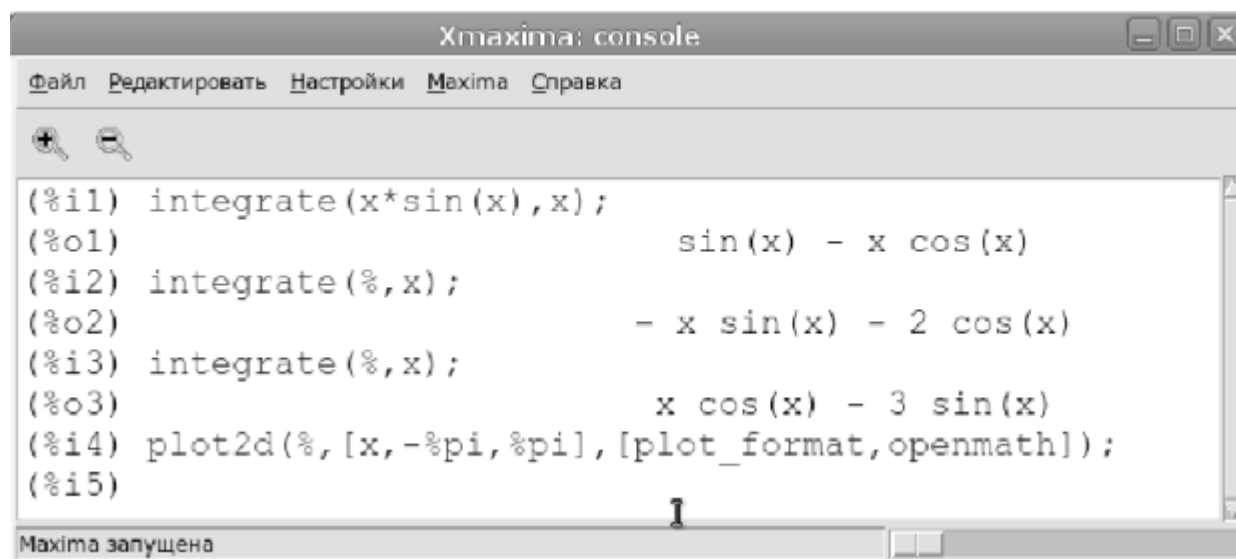 Xmaxima: console
Файл Редактировать Настройки Maxima Справка
(%i1) integrate(x*sin(x),x);
(%o1) sin(x) - x cos(x)
(%i2) integrate(%,x);
(%o2) - x sin(x) - 2 cos(x)
(%i3) integrate(%,x);
(%o3) x cos(x) - 3 sin(x)
(%i4) plot2d(%,[x,-%pi,%pi],[plot_format,openmath]);
(%i5)
Maxima запущена